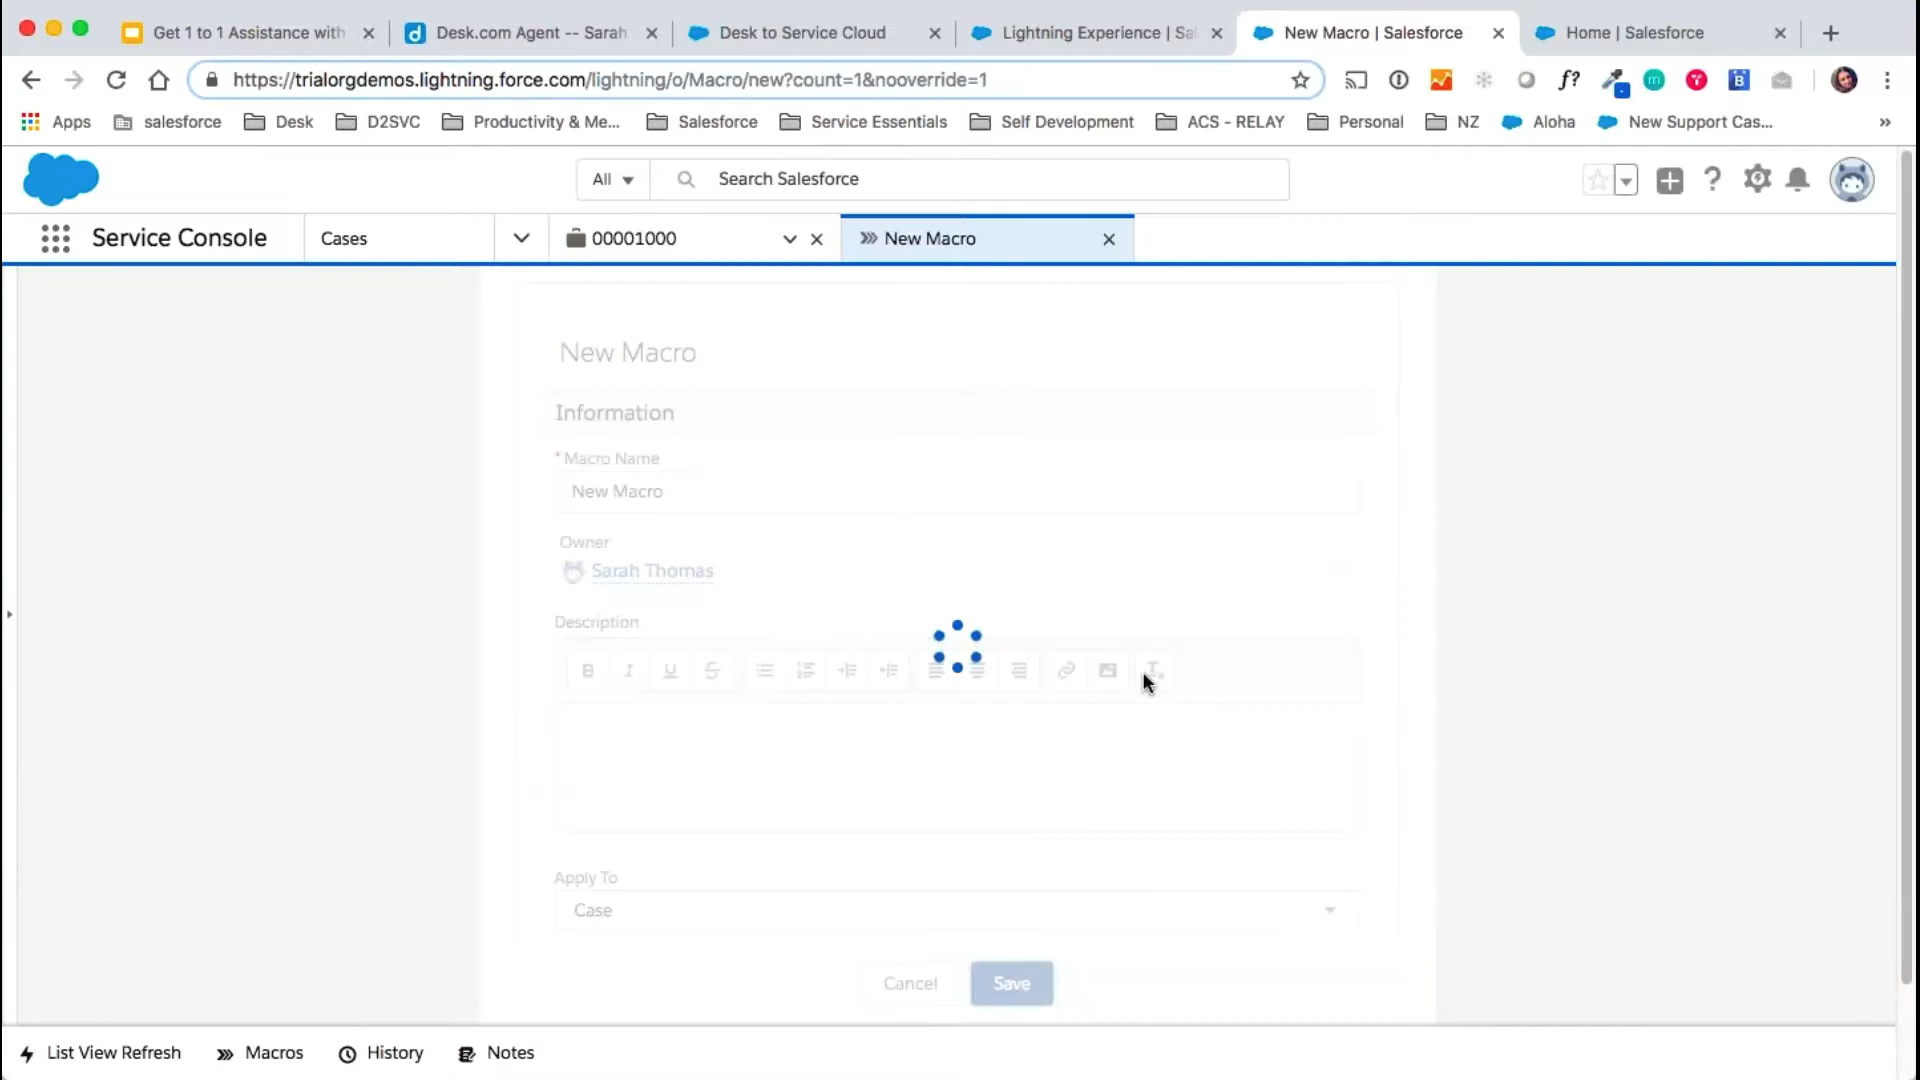 Get 1 to 1 Assistance with
Desk.com Agent -- Sarah
Desk to Service Cloud
Lightning Experience | Sal
New Macro | Salesforce
Home | Salesforce
https://trialorgdemos.lightning.force.com/lightning/o/Macro/new?count=1&nooverride=1
Apps
salesforce
Desk
D2SVC
Productivity & Me...
Salesforce
Service Essentials
Self Development
ACS - RELAY
Personal
NZ
Aloha
New Support Cas...
All
Search Salesforce
Service Console
Cases
00001000
New Macro
New Macro
Information
* Macro Name
New Macro
Owner
Sarah Thomas
Description
Apply To
Case
Cancel
Save
List View Refresh
Macros
History
Notes